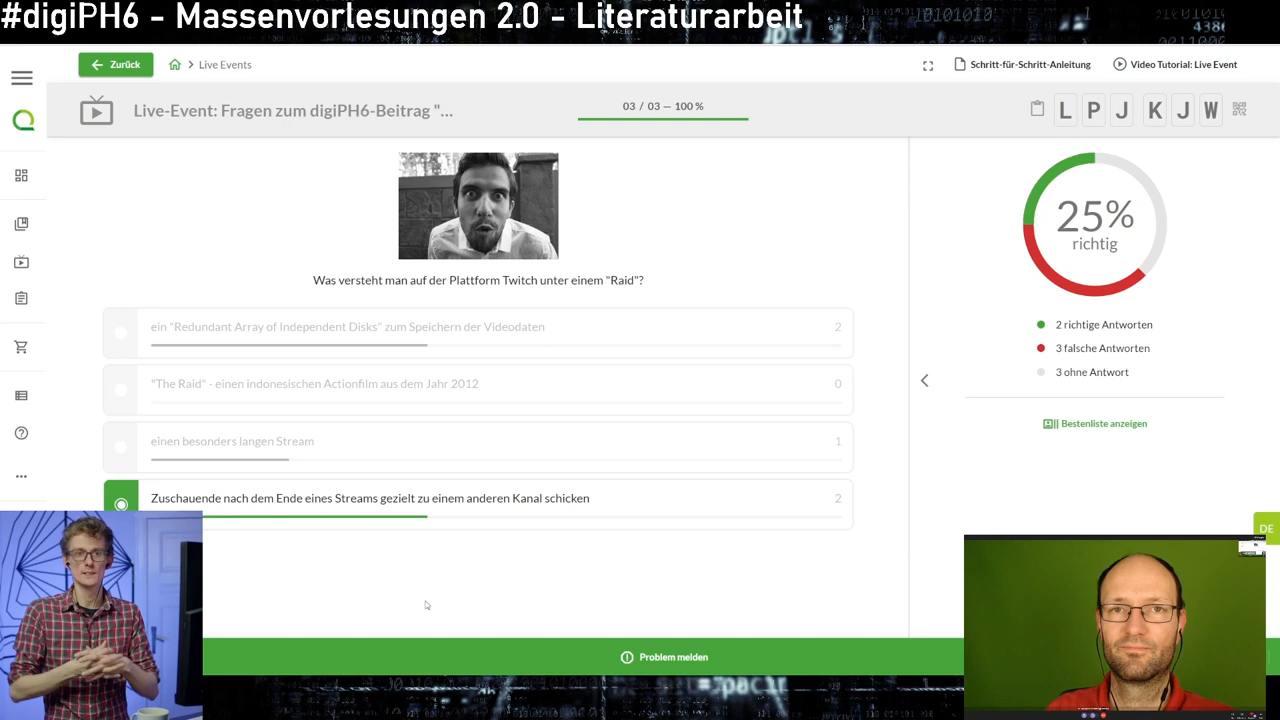 #digiPH6 - Massenvorlesungen 2.0 - Literaturarbeit
Zurück
Live Events
Schritt-für-Schritt-Anleitung
Video Tutorial: Live Event
Live-Event: Fragen zum digiPH6-Beitrag "...
03 / 03 — 100 %
L P J K J W
Was versteht man auf der Plattform Twitch unter einem "Raid"?
ein "Redundant Array of Independent Disks" zum Speichern der Videodaten 2
"The Raid" - einen indonesischen Actionfilm aus dem Jahr 2012 0
einen besonders langen Stream 1
Zuschauende nach dem Ende eines Streams gezielt zu einem anderen Kanal schicken 2
25%
richtig
2 richtige Antworten
3 falsche Antworten
3 ohne Antwort
Bestenliste anzeigen
DE
Problem melden